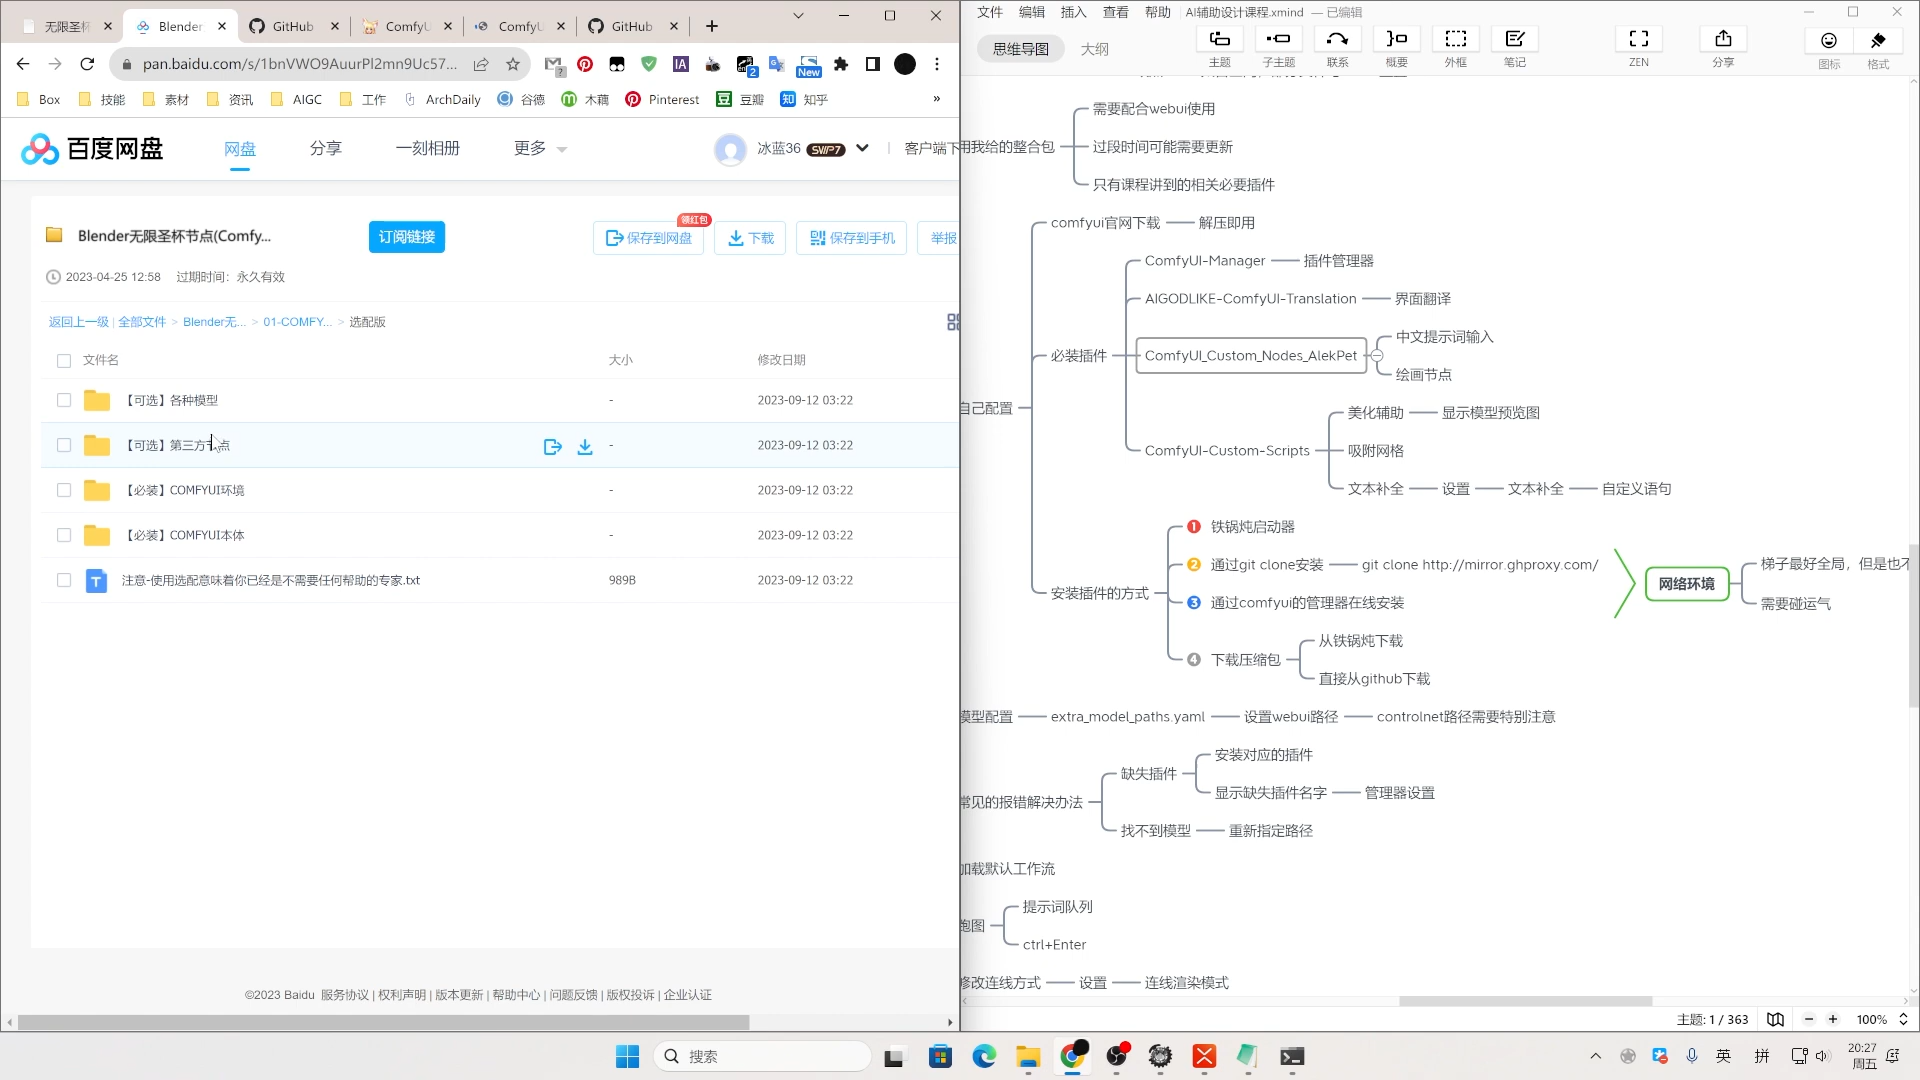 无限圣杯
Blender
GitHub
ComfyU
ComfyU
GitHub
pan.baidu.com/s/1bnVWO9AuurPl2mn9Uc57...
Box
技能
素材
资讯
AIGC
工作
ArchDaily
谷德
木藕
Pinterest
豆瓣
知乎
百度网盘
网盘
分享
一刻相册
更多
冰蓝36
SVIP7
客户端下
Blender无限圣杯节点(Comfy...
订阅链接
领红包
保存到网盘
下载
保存到手机
举报
2023-04-25 12:58
过期时间：永久有效
返回上一级 | 全部文件 > Blender无... > 01-COMFY... > 选配版
文件名
大小
修改日期
【可选】各种模型 - 2023-09-12 03:22
【可选】第三方节点 - 2023-09-12 03:22
【必装】COMFYUI环境 - 2023-09-12 03:22
【必装】COMFYUI本体 - 2023-09-12 03:22
注意-使用选配意味着你已经是不需要任何帮助的专家.txt 989B 2023-09-12 03:22
©2023 Baidu 服务协议 | 权利声明 | 版本更新 | 帮助中心 | 问题反馈 | 版权投诉 | 企业认证
文件 编辑 插入 查看 帮助
AI辅助设计课程.xmind — 已编辑
思维导图
大纲
主题
子主题
联系
概要
外框
笔记
ZEN
分享
图标
格式
需要配合webui使用
用我给的整合包
过段时间可能需要更新
只有课程讲到的相关必要插件
comfyui官网下载
解压即用
ComfyUI-Manager
插件管理器
AIGODLIKE-ComfyUI-Translation
界面翻译
必装插件
ComfyUI_Custom_Nodes_AlekPet
中文提示词输入
绘画节点
自己配置
美化辅助
显示模型预览图
ComfyUI-Custom-Scripts
吸附网格
文本补全
设置
文本补全
自定义语句
1 铁锅炖启动器
2 通过git clone安装
git clone http://mirror.ghproxy.com/
网络环境
梯子最好全局，但是也不
需要碰运气
安装插件的方式
3 通过comfyui的管理器在线安装
4 下载压缩包
从铁锅炖下载
直接从github下载
模型配置
extra_model_paths.yaml
设置webui路径
controlnet路径需要特别注意
常见的报错解决办法
缺失插件
安装对应的插件
显示缺失插件名字
管理器设置
找不到模型
重新指定路径
加载默认工作流
跑图
提示词队列
ctrl+Enter
修改连线方式
设置
连线渲染模式
主题: 1 / 363
100%
搜索
英
拼
20:27
周五